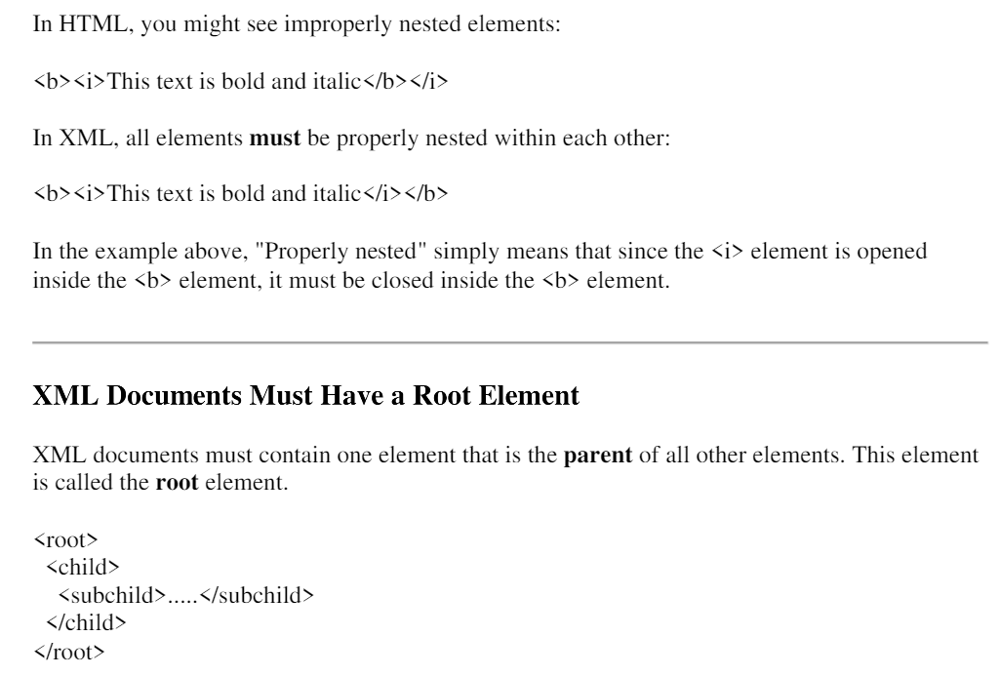 In HTML, you might see improperly nested elements:
<b><i>This text is bold and italic</b></i>
In XML, all elements must be properly nested within each other:
<b><i>This text is bold and italic</i></b>
In the example above, "Properly nested" simply means that since the <i> element is opened
inside the <b> element, it must be closed inside the <b> element.
XML Documents Must Have a Root Element
XML documents must contain one element that is the parent of all other elements. This element
is called the root element.
<root>
<child>
<subchild>.....</subchild>
</child>
</root>